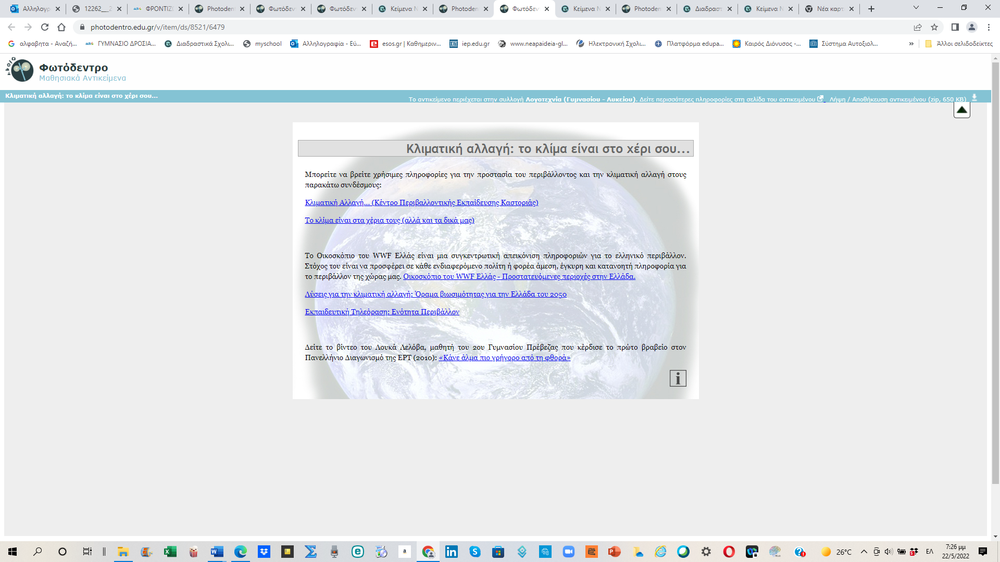 Αλληλογρ
12262__2
ΦΡΟΝΤΙΖΩ
Photoden
Φωτόδεν
Φωτόδεν
Κείμενα Ν
Photoden
Φωτόδεν
Κείμενα Ν
Photoden
Διαδραστ
Κείμενα Ν
Νέα καρτ
photodentro.edu.gr/v/item/ds/8521/6479
αλφαβητα - Αναζή...
ΓΥΜΝΑΣΙΟ ΔΡΟΣΙΑ...
Διαδραστικά Σχολι...
myschool
Αλληλογραφία - Εύ...
esos.gr | Καθημεριν...
iep.edu.gr
www.neapaideia-gl...
Ηλεκτρονική Σχολι...
Πλατφόρμα edupa...
Καιρός Διόνυσος -...
Σύστημα Αυτοξιολ...
»
Άλλοι σελιδοδείκτες
Φωτόδεντρο
Μαθησιακά Αντικείμενα
Κλιματική αλλαγή: το κλίμα είναι στο χέρι σου...
Το αντικείμενο περιέχεται στην συλλογή Λογοτεχνία (Γυμνασίου - Λυκείου). Δείτε περισσότερες πληροφορίες στη σελίδα του αντικειμένου
Λήψη / Αποθήκευση αντικειμένου (zip, 650 KB)
Κλιματική αλλαγή: το κλίμα είναι στο χέρι σου...
Μπορείτε να βρείτε χρήσιμες πληροφορίες για την προστασία του περιβάλλοντος και την κλιματική αλλαγή στους
παρακάτω συνδέσμους:
Κλιματική Αλλαγή... (Κέντρο Περιβαλλοντικής Εκπαίδευσης Καστοριάς)
Το κλίμα είναι στα χέρια τους (αλλά και τα δικά μας)
Το Οικοσκόπιο του WWF Ελλάς είναι μια συγκεντρωτική απεικόνιση πληροφοριών για το ελληνικό περιβάλλον.
Στόχος του είναι να προσφέρει σε κάθε ενδιαφερόμενο πολίτη ή φορέα άμεση, έγκυρη και κατανοητή πληροφορία για
το περιβάλλον της χώρας μας. Οικοσκόπιο του WWF Ελλάς - Προστατευόμενες περιοχές στην Ελλάδα.
Λύσεις για την κλιματική αλλαγή: Όραμα βιωσιμότητας για την Ελλάδα του 2050
Εκπαιδευτική Τηλεόραση: Ενότητα Περιβάλλον
Δείτε το βίντεο του Λουκά Λελόβα, μαθητή του 2ου Γυμνασίου Πρέβεζας που κέρδισε το πρώτο βραβείο στον
Πανελλήνιο Διαγωνισμό της ΕΡΤ (2010): «Κάνε άλμα πιο γρήγορο από τη φθορά»
i
26°C
ΕΛ
7:26 μμ
22/5/2022